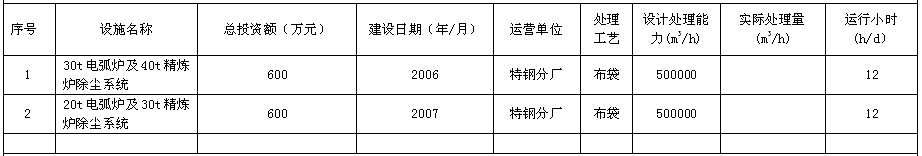 序号 设施名称 总投资额（万元） 建设日期（年/月） 运营单位 处理工艺 设计处理能力(m³/h) 实际处理量(m³/h) 运行小时(h/d)
1 30t电弧炉及40t精炼炉除尘系统 600 2006 特钢分厂 布袋 500000 12
2 20t电弧炉及30t精炼炉除尘系统 600 2007 特钢分厂 布袋 500000 12